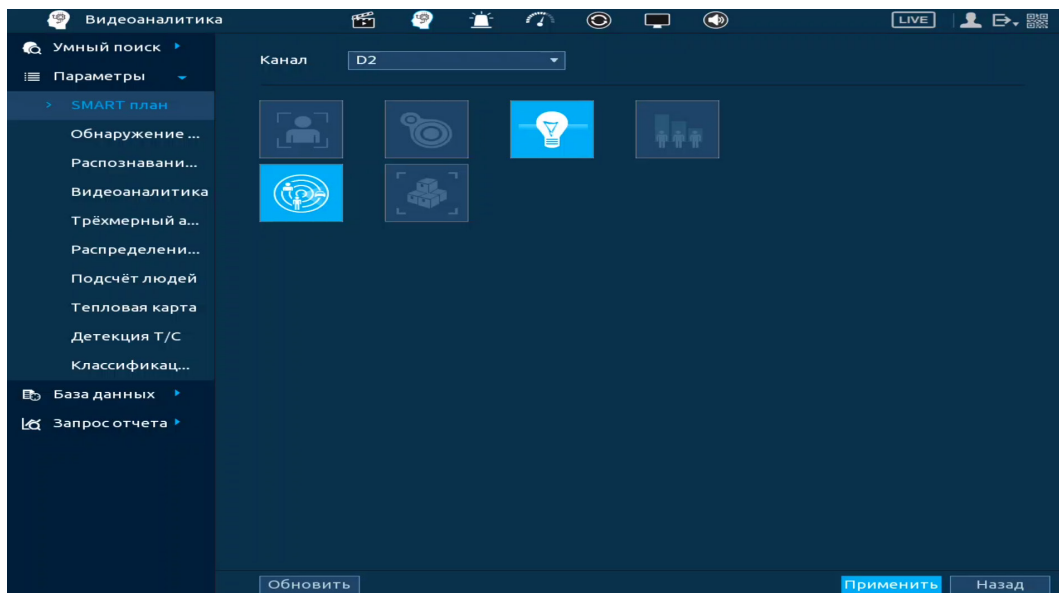 Видеоаналитика
LIVE
Умный поиск
Параметры
SMART план
Обнаружение ...
Распознавани...
Видеоаналитика
Трёхмерный а...
Распределени...
Подсчёт людей
Тепловая карта
Детекция Т/С
Классификац...
База данных
Запрос отчета
Канал
D2
Обновить
Применить
Назад